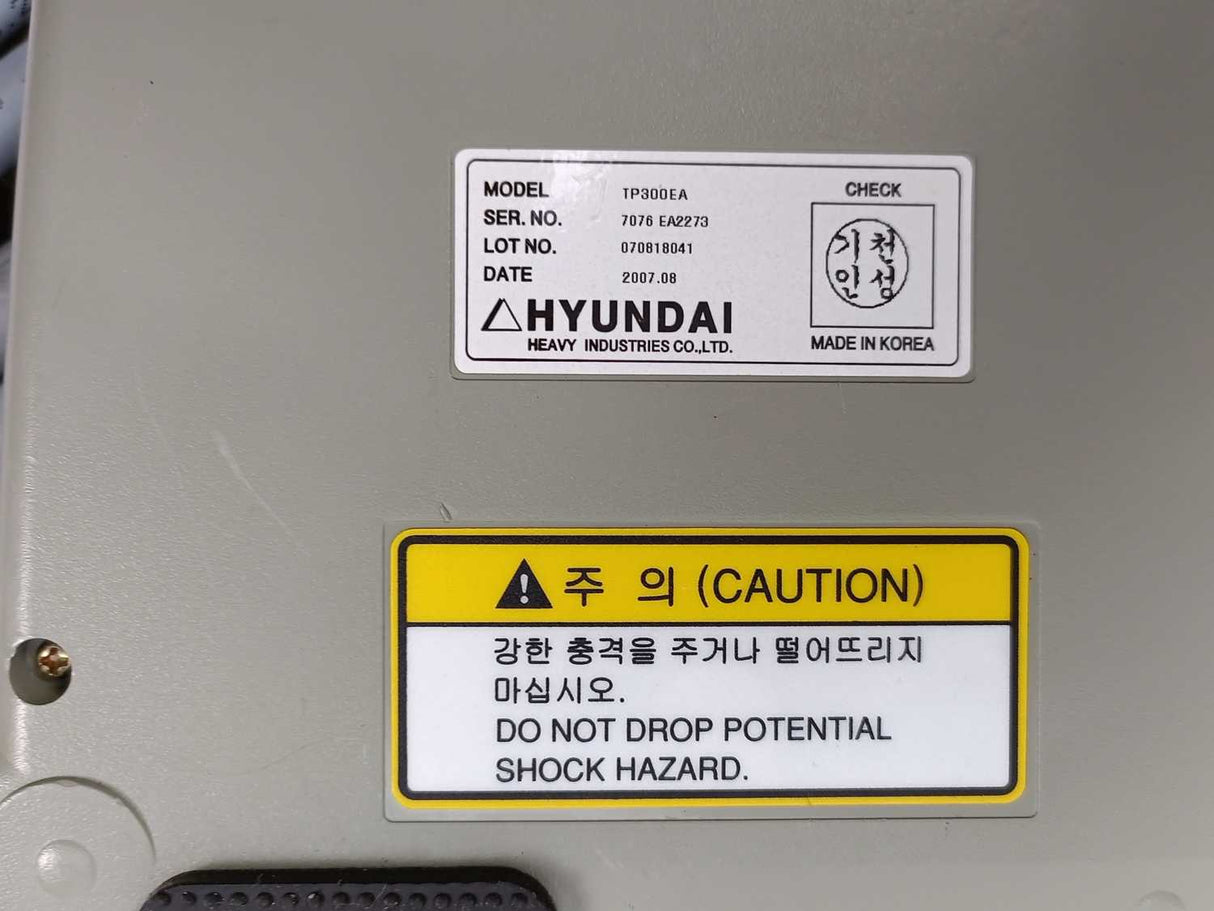 MODEL TP300EA
SER. NO. 7076 EA2273
LOT NO. 070818041
DATE 2007.08
HYUNDAI
HEAVY INDUSTRIES CO.,LTD.
CHECK
기천
인성
MADE IN KOREA
주 의 (CAUTION)
강한 충격을 주거나 떨어뜨리지
마십시오.
DO NOT DROP POTENTIAL
SHOCK HAZARD.